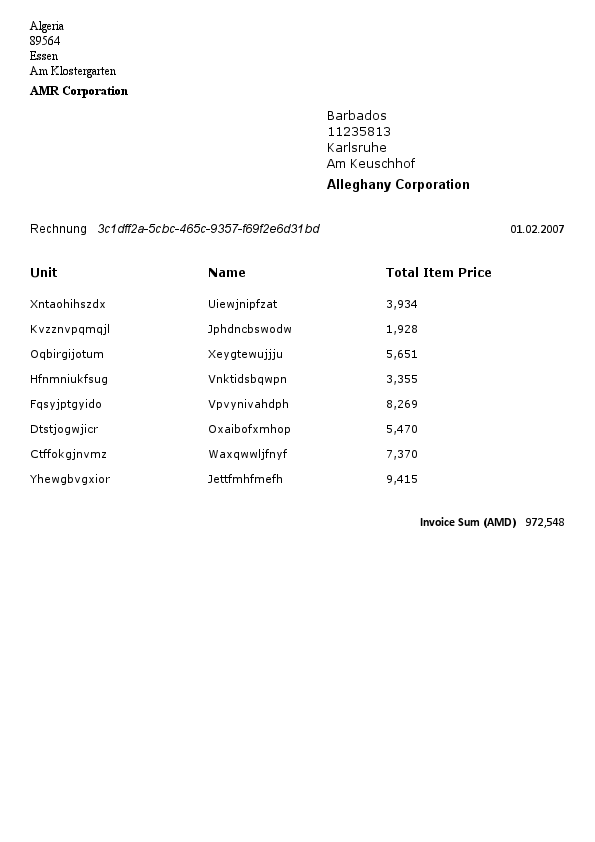 Algeria
89564
Essen
Am Klostergarten
AMR Corporation
Barbados
11235813
Karlsruhe
Am Keuschhof
Alleghany Corporation
Rechnung 3c1dff2a-5cbc-465c-9357-f69f2e6d31bd 01.02.2007
Unit Name Total Item Price
Xntaohihszdx Uiewjnipfzat 3,934
Kvzznvpqmqjl Jphdncbswodw 1,928
Oqbirgijotum Xeygtewujjju 5,651
Hfnmniukfsug Vnktidsbqwpn 3,355
Fqsyjptgyido Vpvynivahdph 8,269
Dtstjogwjicr Oxaibofxmhop 5,470
Ctffokgjnvmz Waxqwwljfnyf 7,370
Yhewgbvgxior Jettfmhfmefh 9,415
Invoice Sum (AMD) 972,548